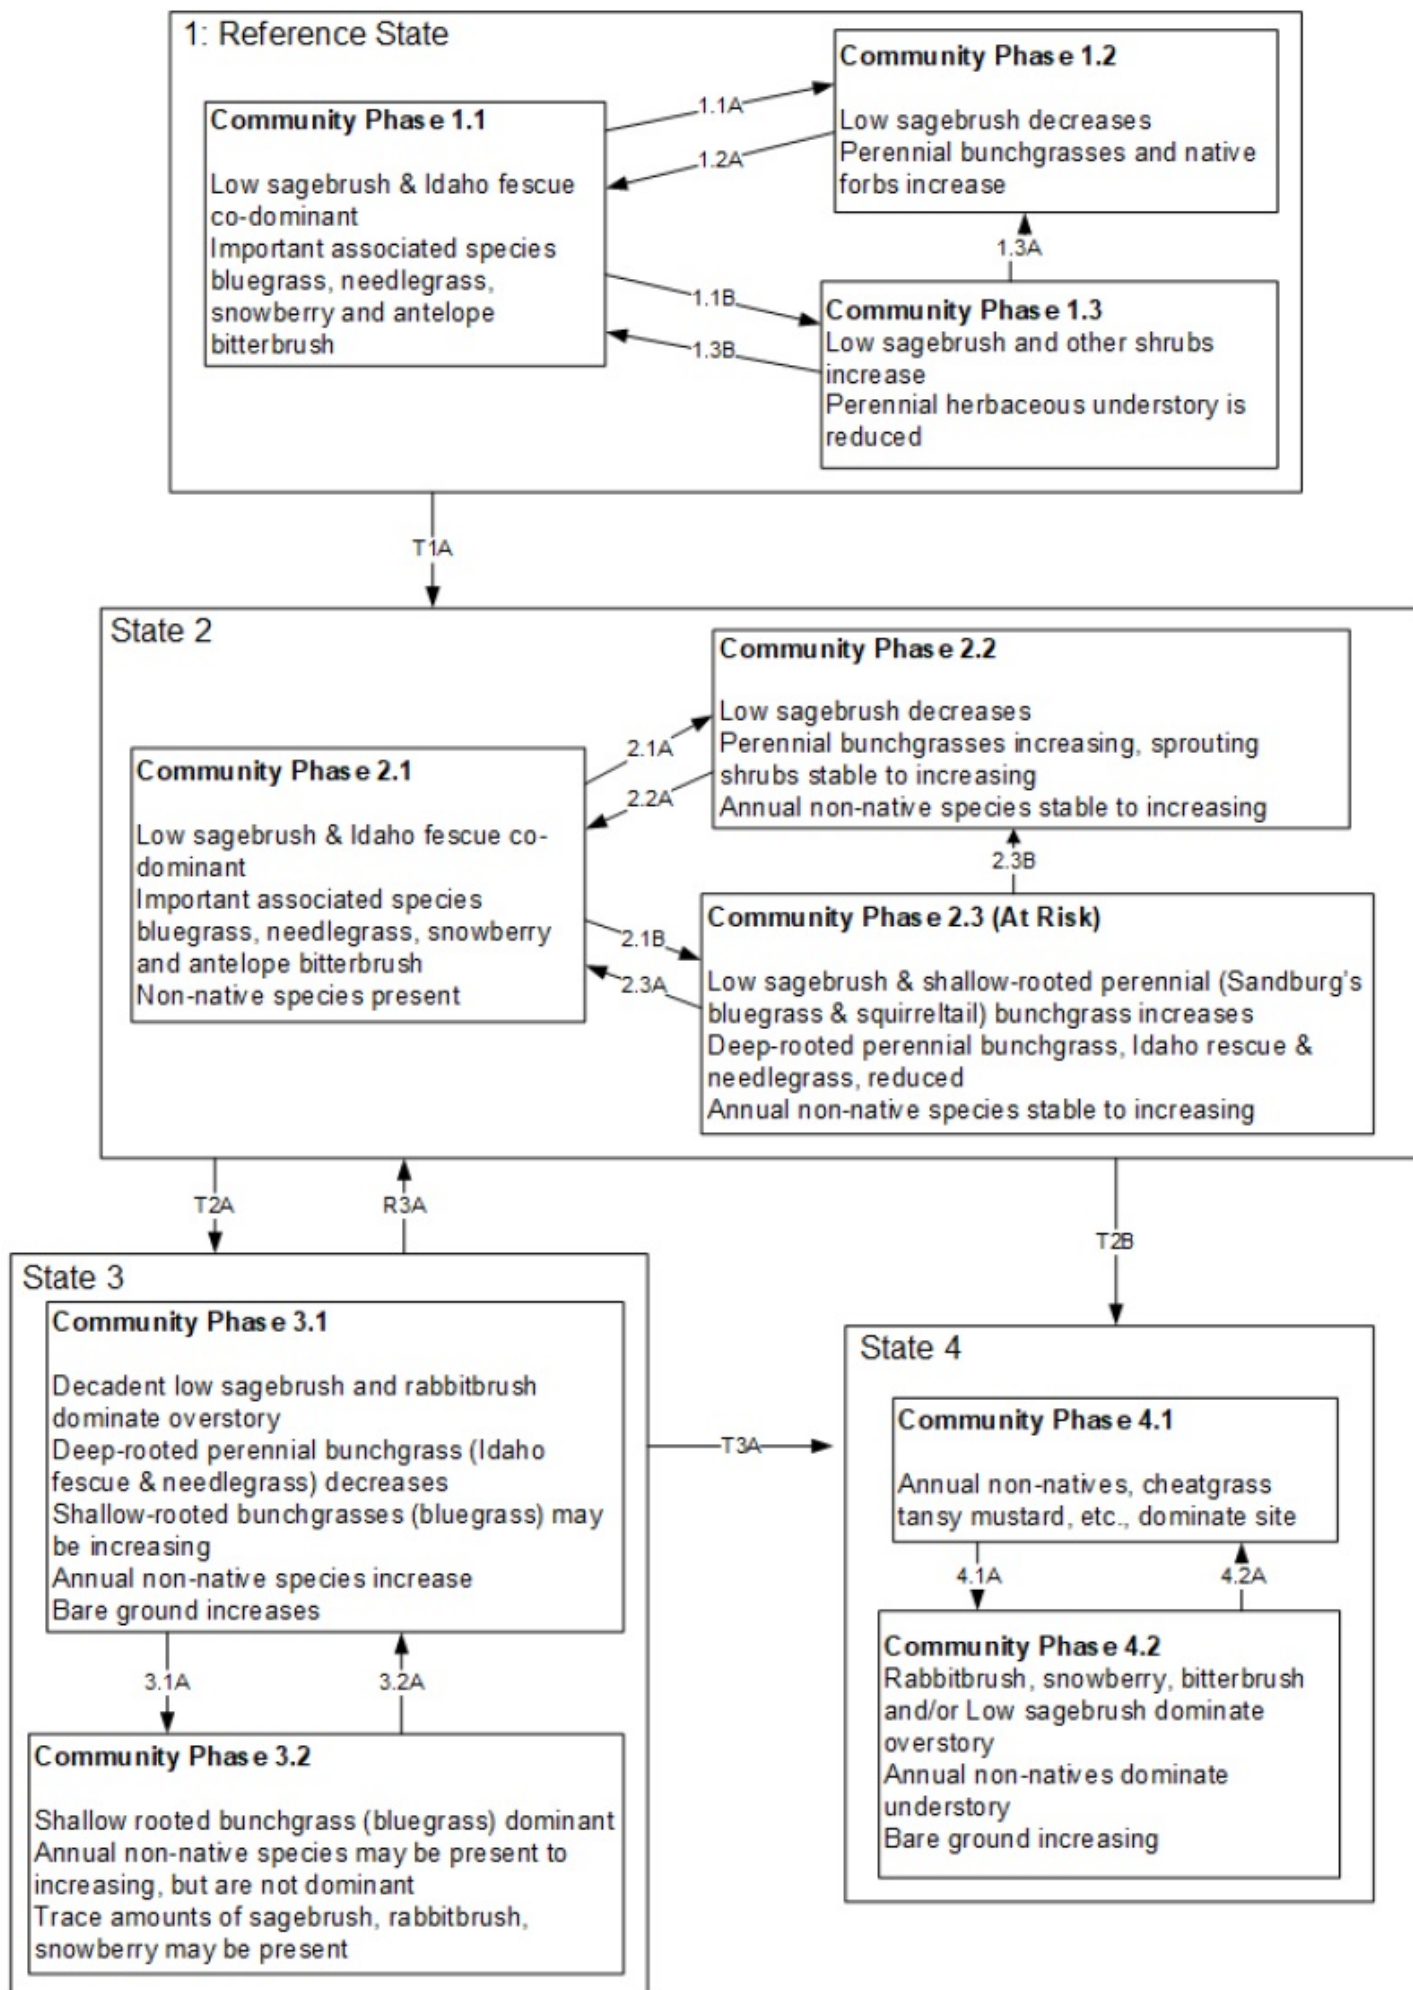 1: Reference State
Community Phase 1.1
Low sagebrush & Idaho fescue
co-dominant
Important associated species
bluegrass, needlegrass,
snowberry and antelope
bitterbrush
1.1A
1.2A
1.1B
1.3B
Community Phase 1.2
Low sagebrush decreases
Perennial bunchgrasses and native
forbs increase
1.3A
Community Phase 1.3
Low sagebrush and other shrubs
increase
Perennial herbaceous understory is
reduced
T1A
State 2
Community Phase 2.1
Low sagebrush & Idaho fescue co-
dominant
Important associated species
bluegrass, needlegrass, snowberry
and antelope bitterbrush
Non-native species present
2.1A
2.2A
2.1B
2.3A
Community Phase 2.2
Low sagebrush decreases
Perennial bunchgrasses increasing, sprouting
shrubs stable to increasing
Annual non-native species stable to increasing
2.3B
Community Phase 2.3 (At Risk)
Low sagebrush & shallow-rooted perennial (Sandburg's
bluegrass & squirreltail) bunchgrass increases
Deep-rooted perennial bunchgrass, Idaho rescue &
needlegrass, reduced
Annual non-native species stable to increasing
T2A
R3A
T2B
State 3
Community Phase 3.1
Decadent low sagebrush and rabbitbrush
dominate overstory
Deep-rooted perennial bunchgrass (Idaho
fescue & needlegrass) decreases
Shallow-rooted bunchgrasses (bluegrass) may
be increasing
Annual non-native species increase
Bare ground increases
3.1A
3.2A
Community Phase 3.2
Shallow rooted bunchgrass (bluegrass) dominant
Annual non-native species may be present to
increasing, but are not dominant
Trace amounts of sagebrush, rabbitbrush,
snowberry may be present
T3A
State 4
Community Phase 4.1
Annual non-natives, cheatgrass
tansy mustard, etc., dominate site
4.1A
4.2A
Community Phase 4.2
Rabbitbrush, snowberry, bitterbrush
and/or Low sagebrush dominate
overstory
Annual non-natives dominate
understory
Bare ground increasing